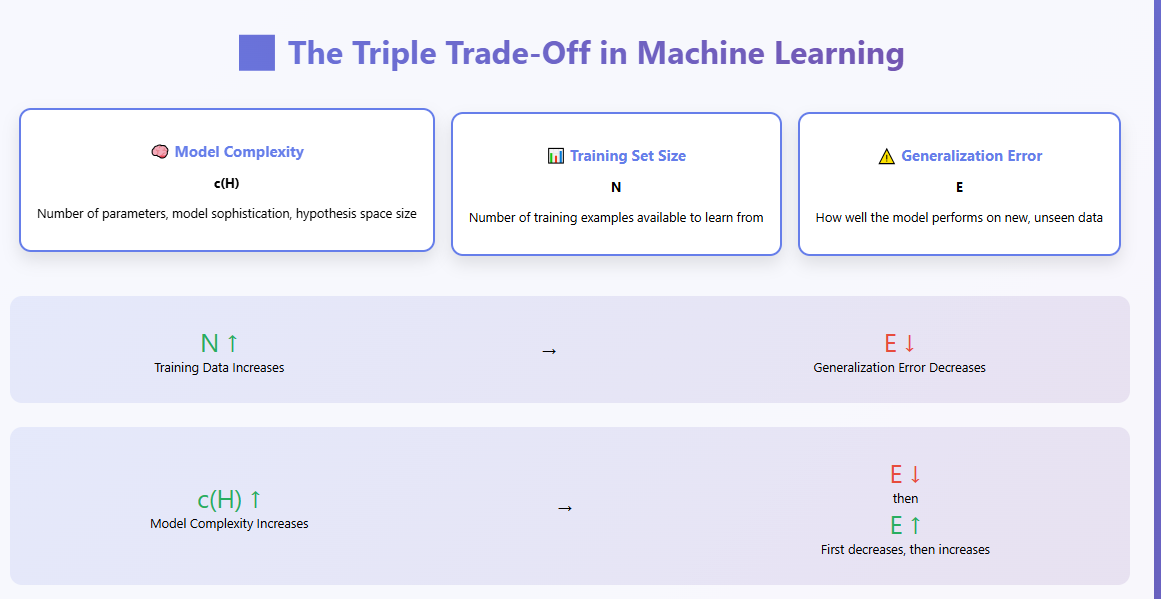 The Triple Trade-Off in Machine Learning
🧠 Model Complexity
c(H)
Number of parameters, model sophistication, hypothesis space size
📊 Training Set Size
N
Number of training examples available to learn from
⚠️ Generalization Error
E
How well the model performs on new, unseen data
N ↑
Training Data Increases
→
E ↓
Generalization Error Decreases
c(H) ↑
Model Complexity Increases
→
E ↓
then
E ↑
First decreases, then increases